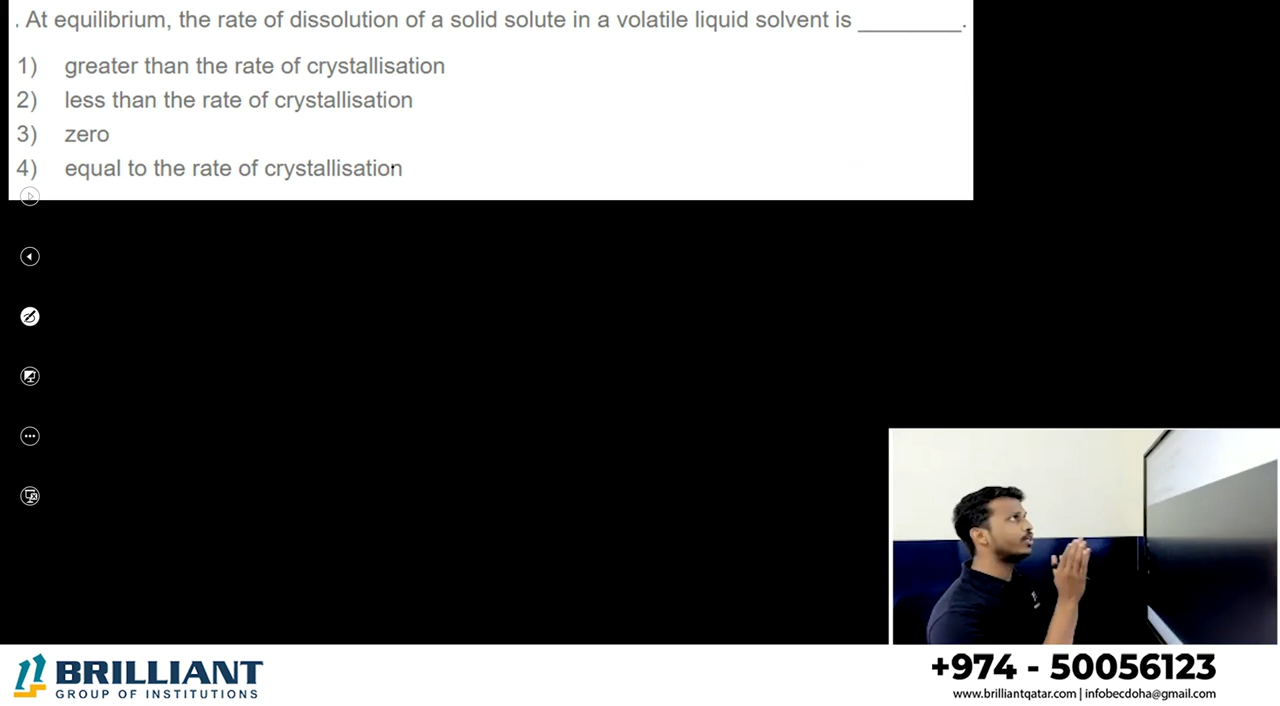 . At equilibrium, the rate of dissolution of a solid solute in a volatile liquid solvent is _________.
1) greater than the rate of crystallisation
2) less than the rate of crystallisation
3) zero
4) equal to the rate of crystallisation
BRILLIANT
GROUP OF INSTITUTIONS
+974 - 50056123
www.brilliantqatar.com | infobecdoha@gmail.com